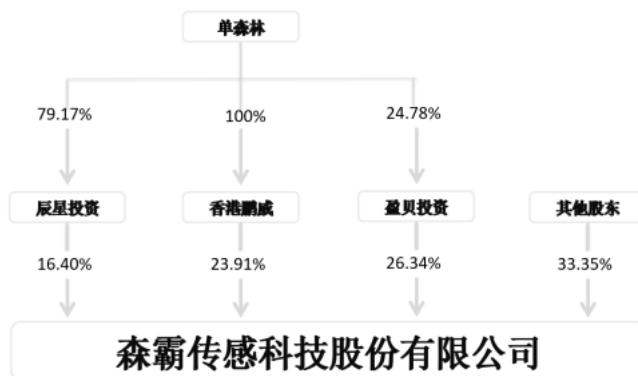 单森林
79.17% 100% 24.78%
辰星投资 香港鹏威 盈贝投资 其他股东
16.40% 23.91% 26.34% 33.35%
森霸传感科技股份有限公司